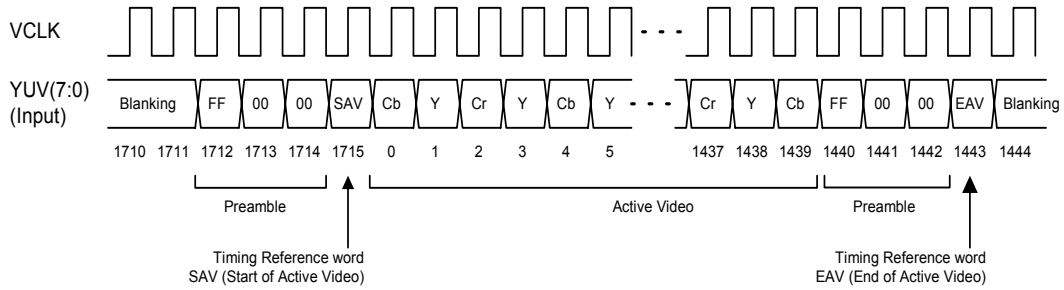 VCLK
YUV(7:0)
(Input)
Blanking FF 00 00 SAV Cb Y Cr Y Cb Y Cr Y Cb FF 00 00 EAV Blanking
1710 1711 1712 1713 1714 1715 0 1 2 3 4 5 1437 1438 1439 1440 1441 1442 1443 1444
Preamble Active Video Preamble
Timing Reference word
SAV (Start of Active Video)
Timing Reference word
EAV (End of Active Video)